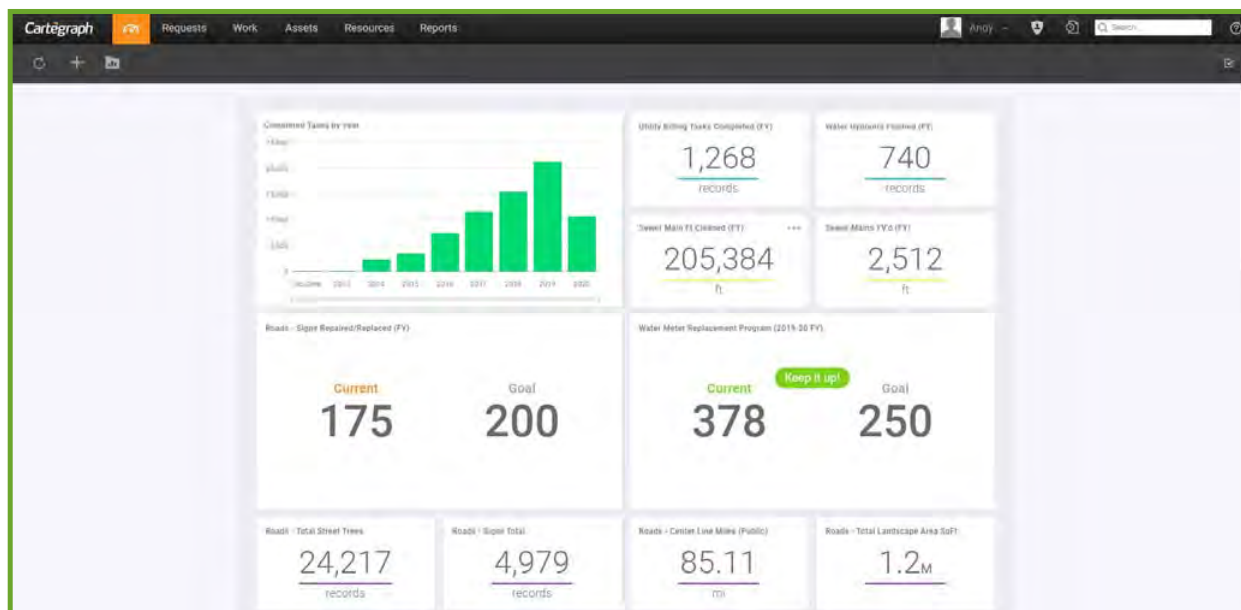 Cartëgraph Requests Work Assets Resources Reports Andy Search
Completed Tasks by Year
0
2013 2014 2015 2016 2017 2018 2019 2020
Utility Billing Tasks Completed (FY)
1,268
records
Water Hydrants Flushed (FY)
740
records
Sewer Main Ft Cleaned (FY)
205,384
ft
Sewer Mains TV'd (FY)
2,512
ft
Roads - Signs Repaired/Replaced (FY)
Current Goal
175 200
Water Meter Replacement Program (2019-20 FY)
Keep it up!
Current Goal
378 250
Roads - Total Street Trees
24,217
records
Roads - Signs Total
4,979
records
Roads - Center Line Miles (Public)
85.11
mi
Roads - Total Landscape Area SqFt
1.2M